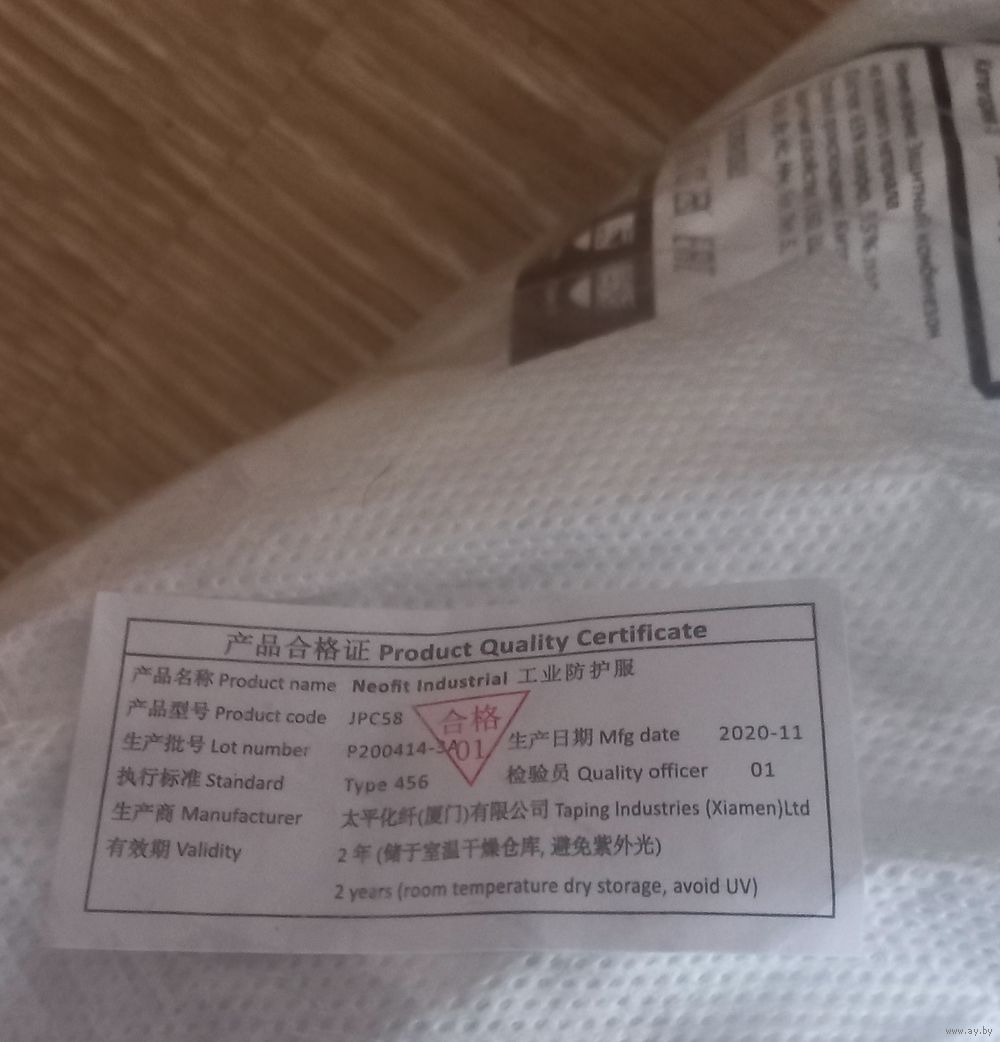 产品合格证 Product Quality Certificate
产品名称 Product name Neofit Industrial 工业防护服
产品型号 Product code JPC58
合格
01
生产批号 Lot number P200414-3A 生产日期 Mfg date 2020-11
执行标准 Standard Type 456 检验员 Quality officer 01
生产商 Manufacturer 太平化纤(厦门)有限公司 Taping Industries (Xiamen)Ltd
有效期 Validity 2 年 (储于室温干燥仓库, 避免紫外光)
2 years (room temperature dry storage, avoid UV)
Защитный комбинезон
EAC
www.ay.by